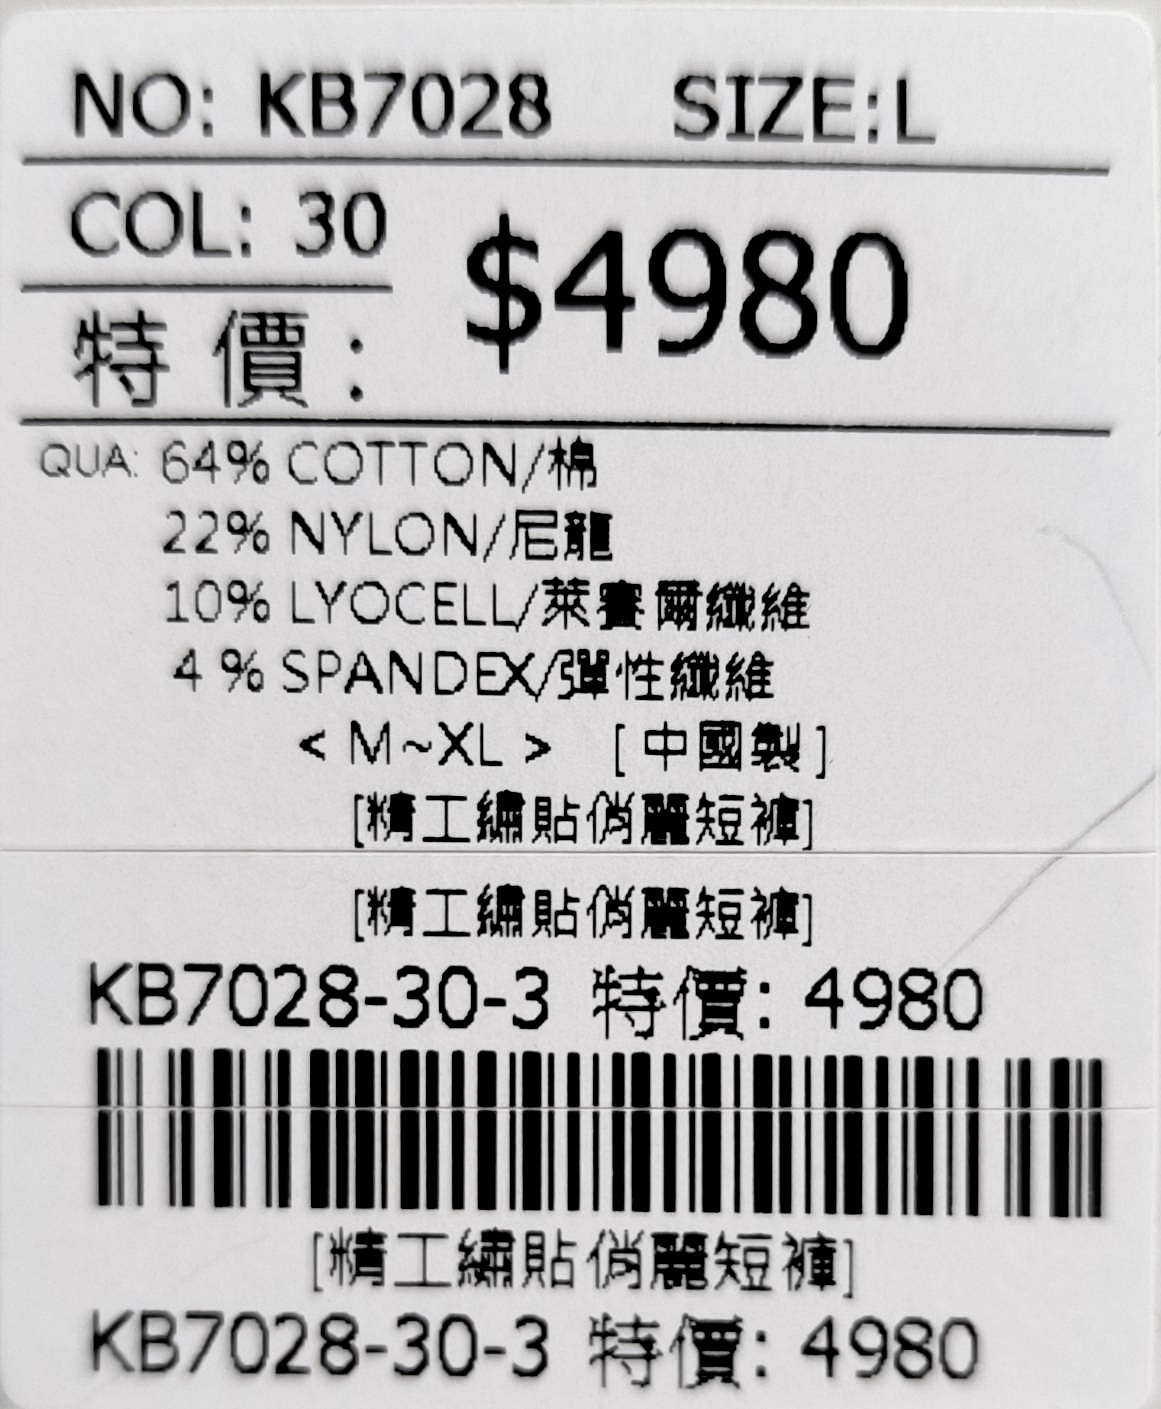 NO: KB7028 SIZE:L
COL: 30
$4980
特 價 :
QUA: 64% COTTON/棉
22% NYLON/尼龍
10% LYOCELL/萊賽爾纖維
4 % SPANDEX/彈性纖維
< M~XL > [中國製]
[精工繡貼俏麗短褲]
[精工繡貼俏麗短褲]
KB7028-30-3 特價: 4980
[精工繡貼俏麗短褲]
KB7028-30-3 特價: 4980